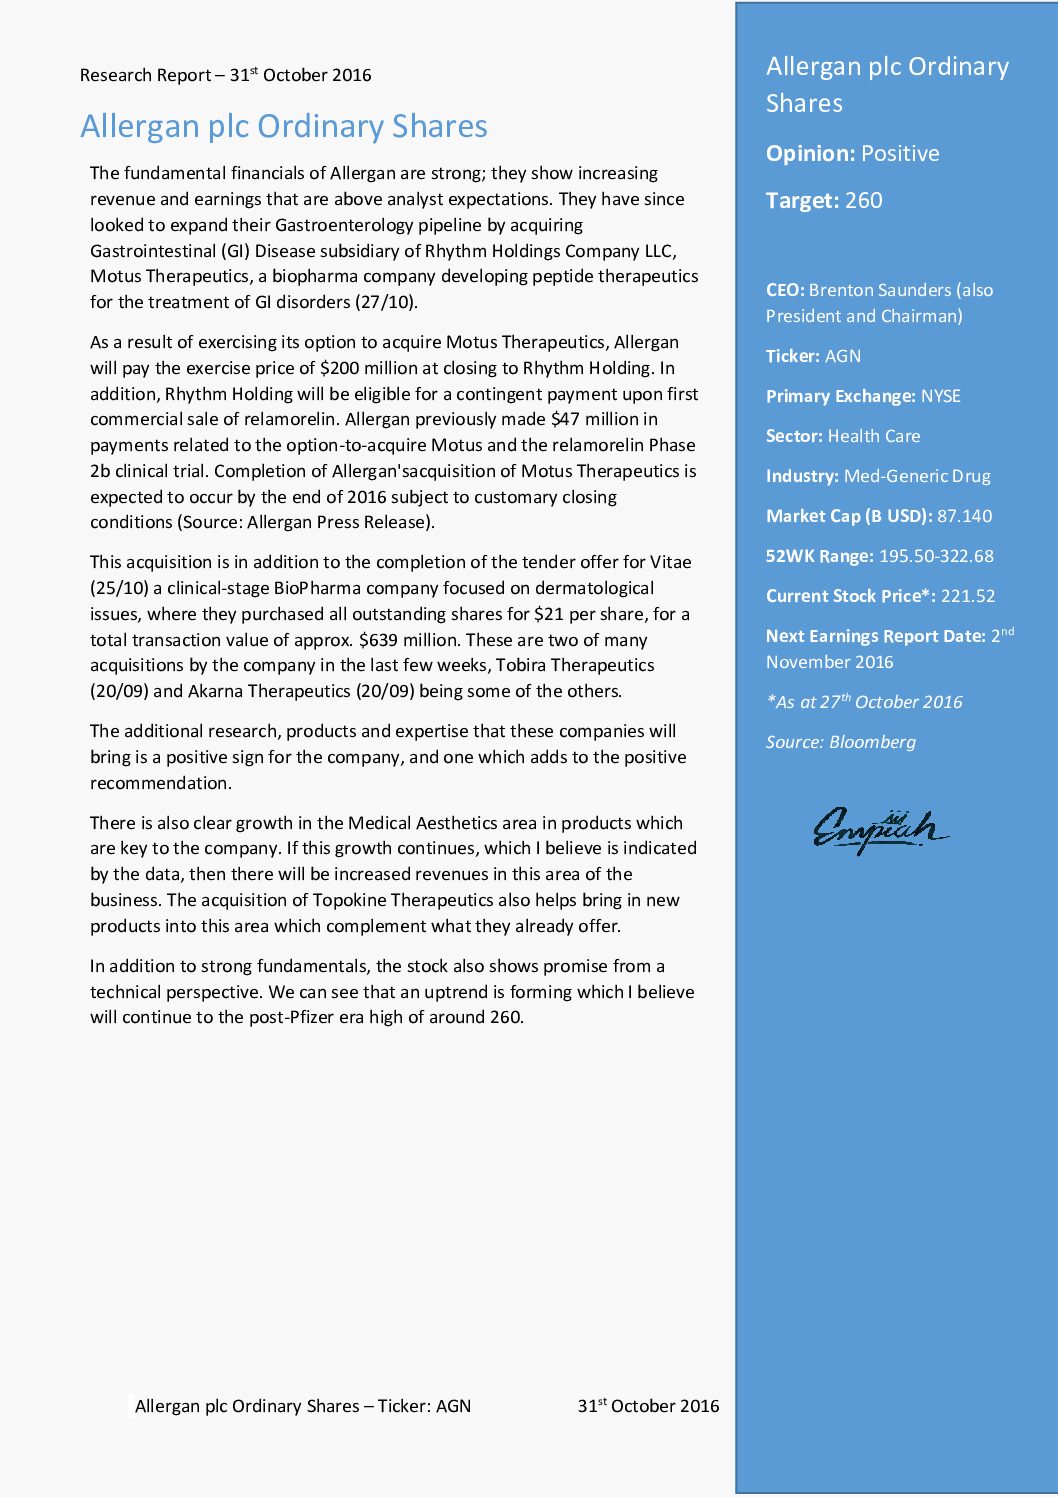 Research Report – 31st October 2016
Allergan plc Ordinary Shares
The fundamental financials of Allergan are strong; they show increasing
revenue and earnings that are above analyst expectations. They have since
looked to expand their Gastroenterology pipeline by acquiring
Gastrointestinal (GI) Disease subsidiary of Rhythm Holdings Company LLC,
Motus Therapeutics, a biopharma company developing peptide therapeutics
for the treatment of GI disorders (27/10).
As a result of exercising its option to acquire Motus Therapeutics, Allergan
will pay the exercise price of $200 million at closing to Rhythm Holding. In
addition, Rhythm Holding will be eligible for a contingent payment upon first
commercial sale of relamorelin. Allergan previously made $47 million in
payments related to the option-to-acquire Motus and the relamorelin Phase
2b clinical trial. Completion of Allergan'sacquisition of Motus Therapeutics is
expected to occur by the end of 2016 subject to customary closing
conditions (Source: Allergan Press Release).
This acquisition is in addition to the completion of the tender offer for Vitae
(25/10) a clinical-stage BioPharma company focused on dermatological
issues, where they purchased all outstanding shares for $21 per share, for a
total transaction value of approx. $639 million. These are two of many
acquisitions by the company in the last few weeks, Tobira Therapeutics
(20/09) and Akarna Therapeutics (20/09) being some of the others.
The additional research, products and expertise that these companies will
bring is a positive sign for the company, and one which adds to the positive
recommendation.
There is also clear growth in the Medical Aesthetics area in products which
are key to the company. If this growth continues, which I believe is indicated
by the data, then there will be increased revenues in this area of the
business. The acquisition of Topokine Therapeutics also helps bring in new
products into this area which complement what they already offer.
In addition to strong fundamentals, the stock also shows promise from a
technical perspective. We can see that an uptrend is forming which I believe
will continue to the post-Pfizer era high of around 260.
Allergan plc Ordinary Shares – Ticker: AGN 31st October 2016
Allergan plc Ordinary
Shares
Opinion: Positive
Target: 260
CEO: Brenton Saunders (also
President and Chairman)
Ticker: AGN
Primary Exchange: NYSE
Sector: Health Care
Industry: Med-Generic Drug
Market Cap (B USD): 87.140
52WK Range: 195.50-322.68
Current Stock Price*: 221.52
Next Earnings Report Date: 2nd
November 2016
*As at 27th October 2016
Source: Bloomberg